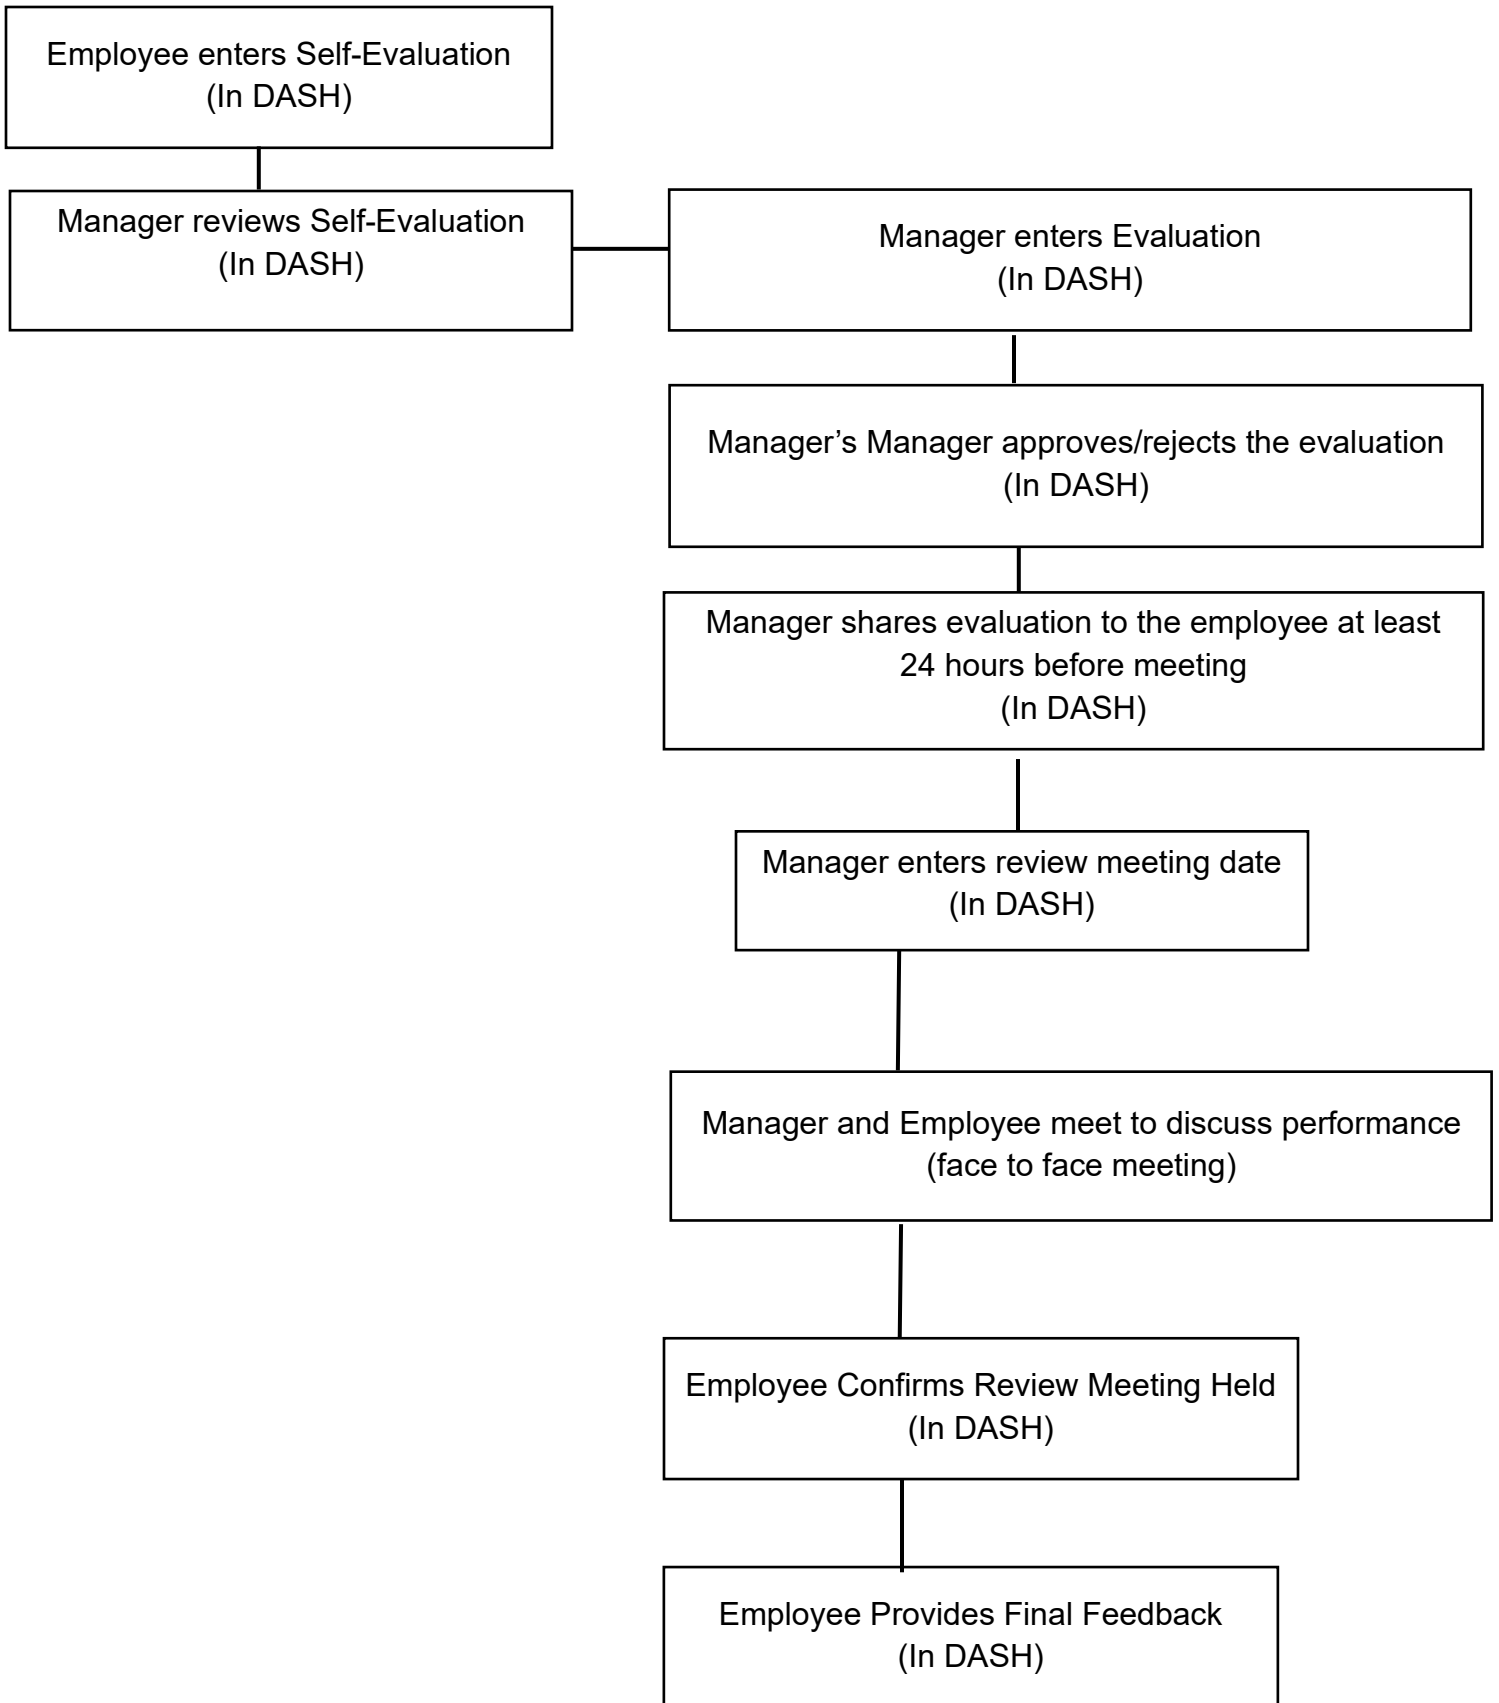 Employee enters Self-Evaluation
(In DASH)
Manager reviews Self-Evaluation
(In DASH)
Manager enters Evaluation
(In DASH)
Manager’s Manager approves/rejects the evaluation
(In DASH)
Manager shares evaluation to the employee at least
24 hours before meeting
(In DASH)
Manager enters review meeting date
(In DASH)
Manager and Employee meet to discuss performance
(face to face meeting)
Employee Confirms Review Meeting Held
(In DASH)
Employee Provides Final Feedback
(In DASH)